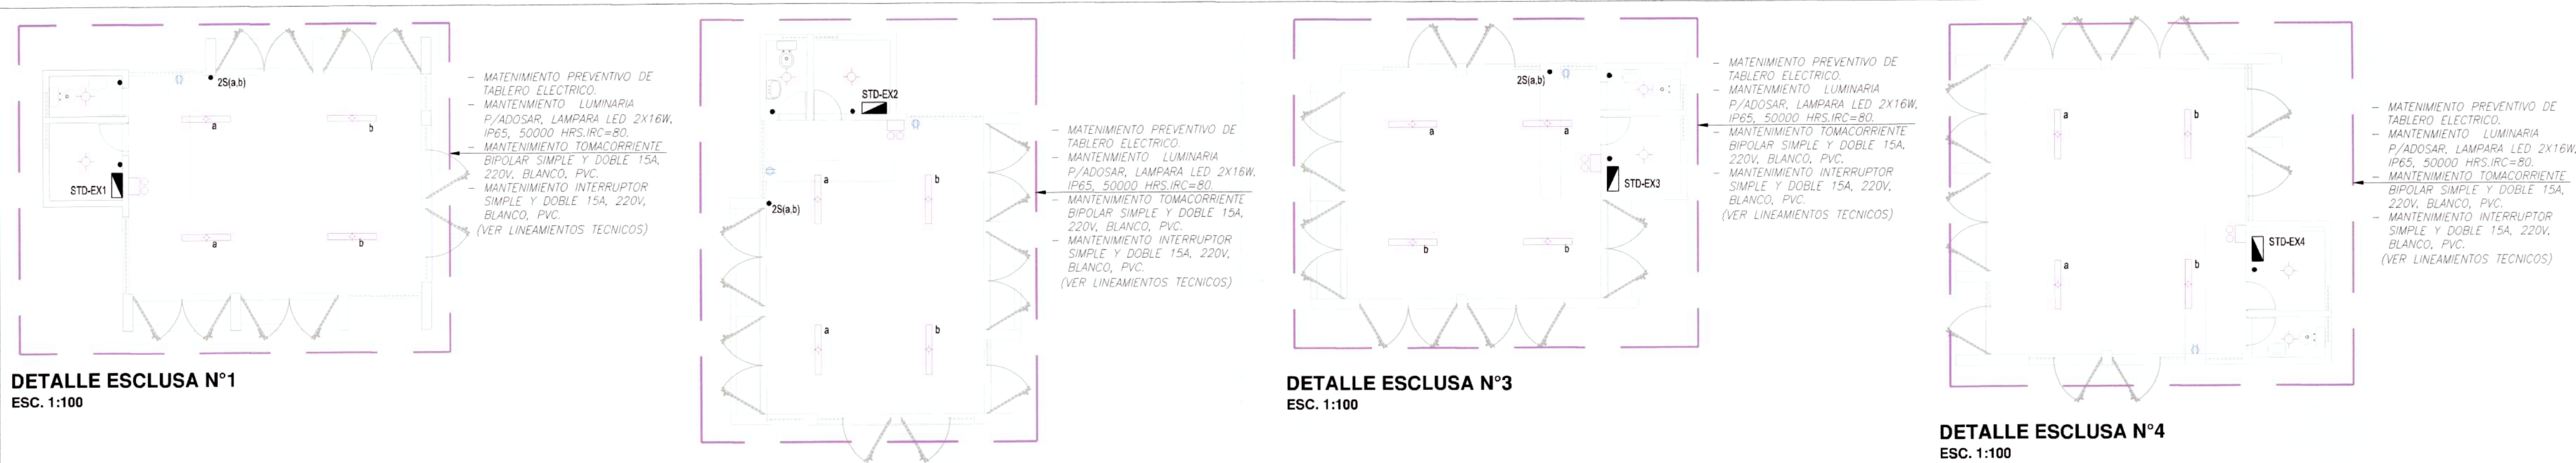 2S(a,b)
a
b
STD-EX1
a
b
- MATENIMIENTO PREVENTIVO DE
TABLERO ELECTRICO.
- MANTENMIENTO LUMINARIA
P/ADOSAR, LAMPARA LED 2X16W,
IP65, 50000 HRS.IRC=80.
- MANTENIMIENTO TOMACORRIENTE
BIPOLAR SIMPLE Y DOBLE 15A,
220V, BLANCO, PVC.
- MANTENIMIENTO INTERRUPTOR
SIMPLE Y DOBLE 15A, 220V,
BLANCO, PVC.
(VER LINEAMIENTOS TECNICOS)
DETALLE ESCLUSA N°1
ESC. 1:100
STD-EX2
a
b
2S(a,b)
a
b
- MATENIMIENTO PREVENTIVO DE
TABLERO ELECTRICO.
- MANTENMIENTO LUMINARIA
P/ADOSAR, LAMPARA LED 2X16W,
IP65, 50000 HRS.IRC=80.
- MANTENIMIENTO TOMACORRIENTE
BIPOLAR SIMPLE Y DOBLE 15A,
220V, BLANCO, PVC.
- MANTENIMIENTO INTERRUPTOR
SIMPLE Y DOBLE 15A, 220V,
BLANCO, PVC.
(VER LINEAMIENTOS TECNICOS)
2S(a,b)
a
a
STD-EX3
b
b
- MATENIMIENTO PREVENTIVO DE
TABLERO ELECTRICO.
- MANTENMIENTO LUMINARIA
P/ADOSAR, LAMPARA LED 2X16W,
IP65, 50000 HRS.IRC=80.
- MANTENIMIENTO TOMACORRIENTE
BIPOLAR SIMPLE Y DOBLE 15A,
220V, BLANCO, PVC.
- MANTENIMIENTO INTERRUPTOR
SIMPLE Y DOBLE 15A, 220V,
BLANCO, PVC.
(VER LINEAMIENTOS TECNICOS)
DETALLE ESCLUSA N°3
ESC. 1:100
a
b
STD-EX4
a
b
- MATENIMIENTO PREVENTIVO DE
TABLERO ELECTRICO.
- MANTENMIENTO LUMINARIA
P/ADOSAR, LAMPARA LED 2X16W,
IP65, 50000 HRS.IRC=80.
- MANTENIMIENTO TOMACORRIENTE
BIPOLAR SIMPLE Y DOBLE 15A,
220V, BLANCO, PVC.
- MANTENIMIENTO INTERRUPTOR
SIMPLE Y DOBLE 15A, 220V,
BLANCO, PVC.
(VER LINEAMIENTOS TECNICOS)
DETALLE ESCLUSA N°4
ESC. 1:100